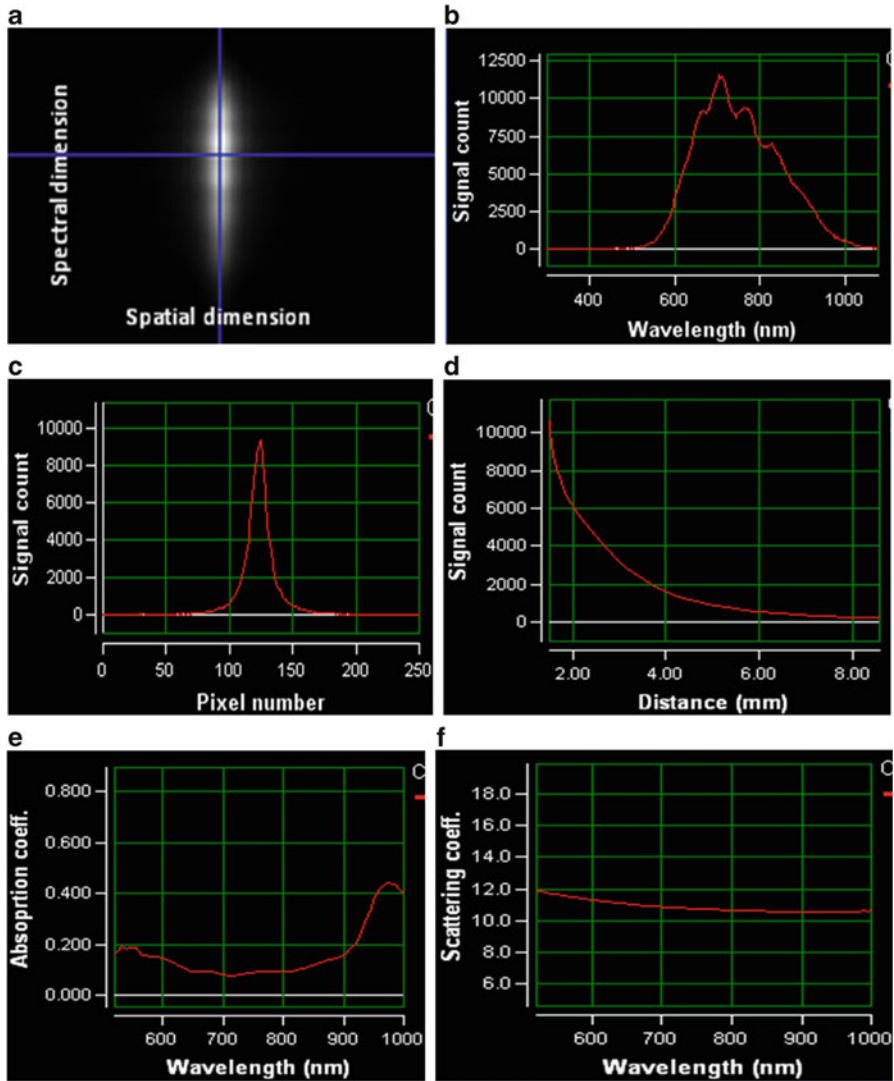 a
Spectral dimension
Spatial dimension
b
Signal count
12500
10000
7500
5000
2500
0
400 600 800 1000
Wavelength (nm)
c
Signal count
10000
8000
6000
4000
2000
0
0 50 100 150 200 250
Pixel number
d
Signal count
10000
8000
6000
4000
2000
0
2.00 4.00 6.00 8.00
Distance (mm)
e
Absoprtion coeff.
0.800
0.600
0.400
0.200
0.000
600 700 800 900 1000
Wavelength (nm)
f
Scattering coeff.
18.0
16.0
14.0
12.0
10.0
8.0
6.0
600 700 800 900 1000
Wavelength (nm)